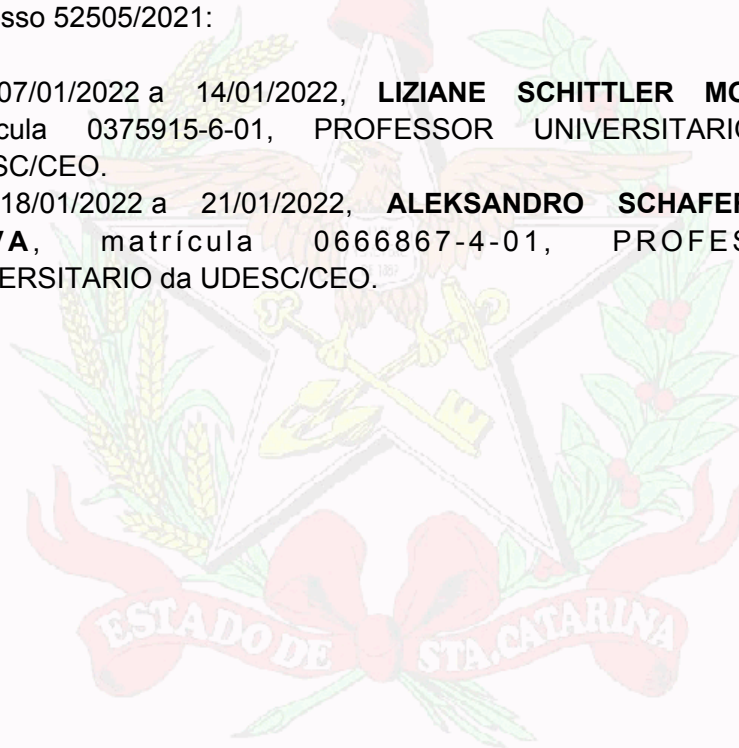 sso 52505/2021:
07/01/2022 a 14/01/2022, LIZIANE SCHITTLER MO
cula 0375915-6-01, PROFESSOR UNIVERSITARIO
SC/CEO.
18/01/2022 a 21/01/2022, ALEKSANDRO SCHAFER
VA, matrícula 0666867-4-01, PROFES
ERSITARIO da UDESC/CEO.
ESTADO DE STA.CATARINA